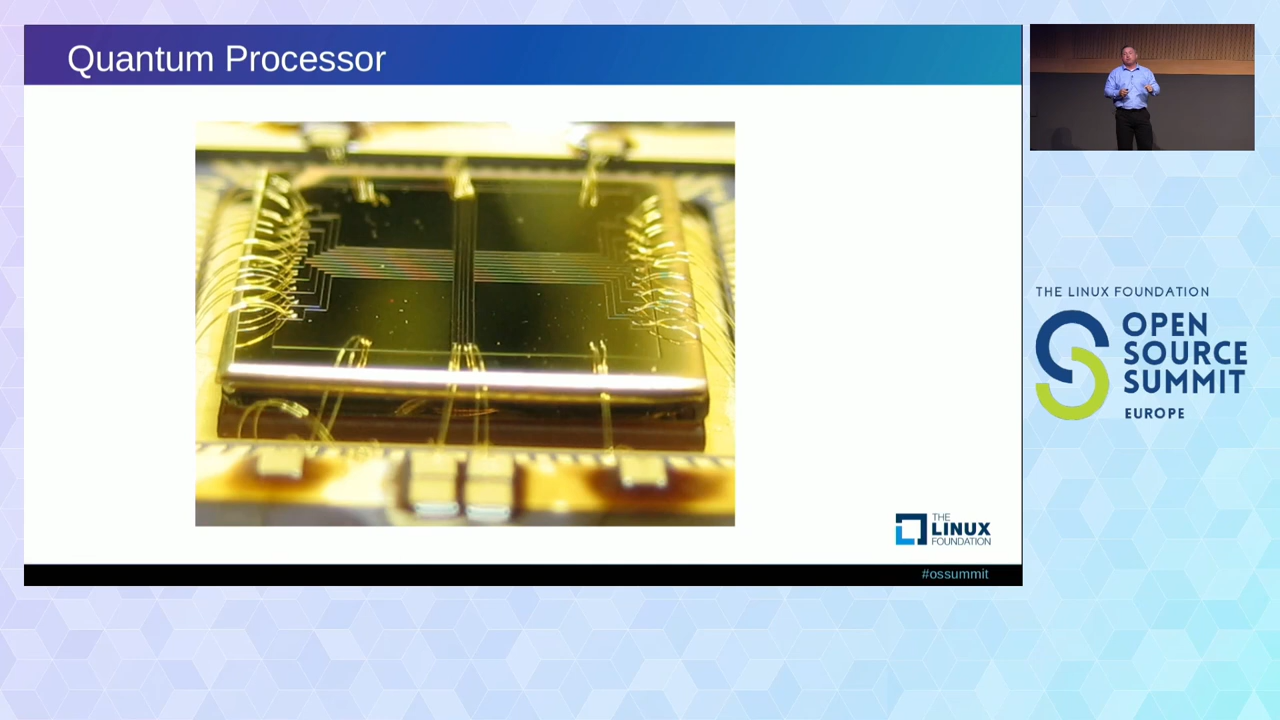 Quantum Processor
THE
LINUX
FOUNDATION
#ossummit
THE LINUX FOUNDATION
OPEN
SOURCE
SUMMIT
EUROPE